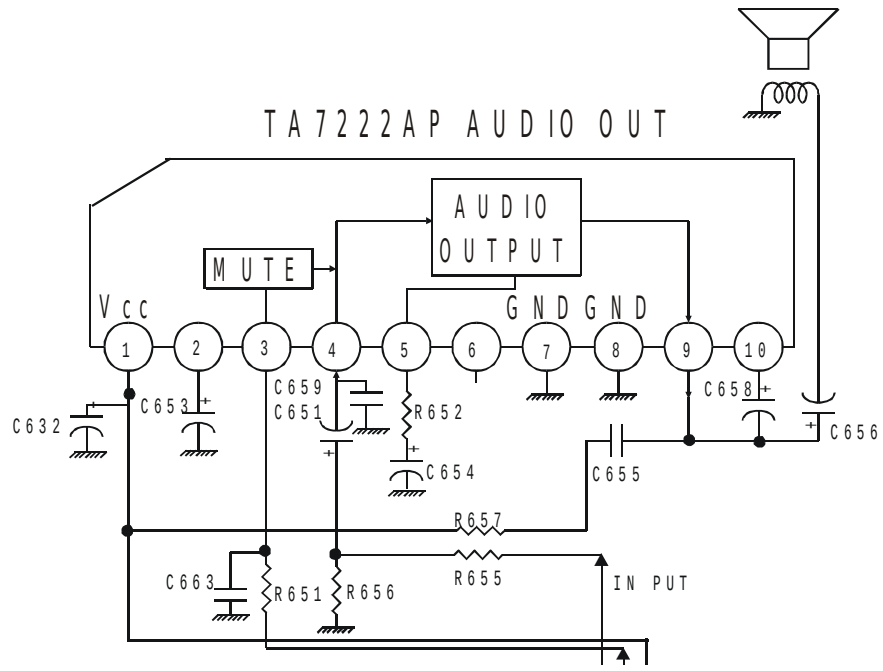 TA7222AP AUDIO OUT
AUDIO
OUTPUT
MUTE
Vcc
GND GND
1 2 3 4 5 6 7 8 9 10
C632
C653
C659
C651
R652
C654
C658
C656
C655
R657
R655
C663
R651
R656
IN PUT
+
+
+
+
+
+